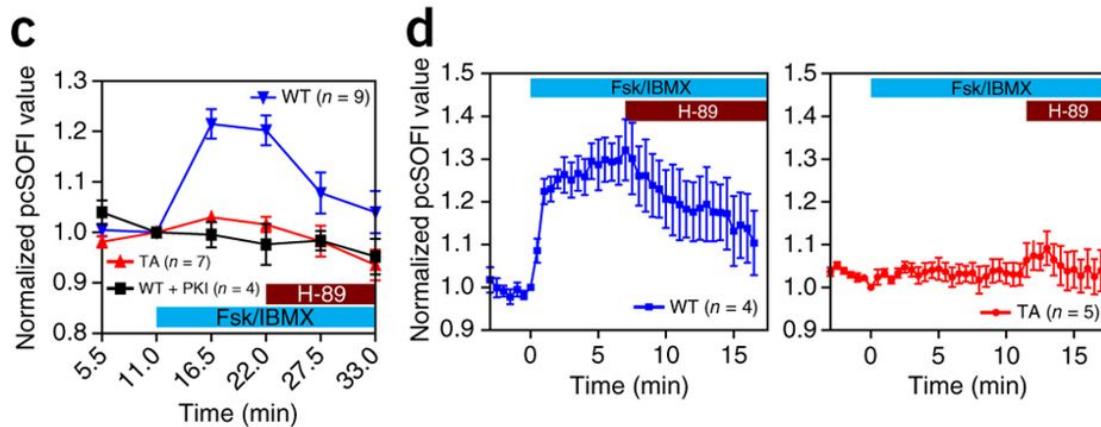 c
Normalized pcSOFI value
1.3
1.2
1.1
1.0
0.9
0.8
WT (n = 9)
TA (n = 7)
WT + PKI (n = 4)
H-89
Fsk/IBMX
5.5
11.0
16.5
22.0
27.5
33.0
Time (min)
d
Normalized pcSOFI value
1.5
1.4
1.3
1.2
1.1
1.0
0.9
Fsk/IBMX
H-89
WT (n = 4)
0
5
10
15
Time (min)
Normalized pcSOFI value
1.5
1.4
1.3
1.2
1.1
1.0
0.9
Fsk/IBMX
H-89
TA (n = 5)
0
5
10
15
Time (min)